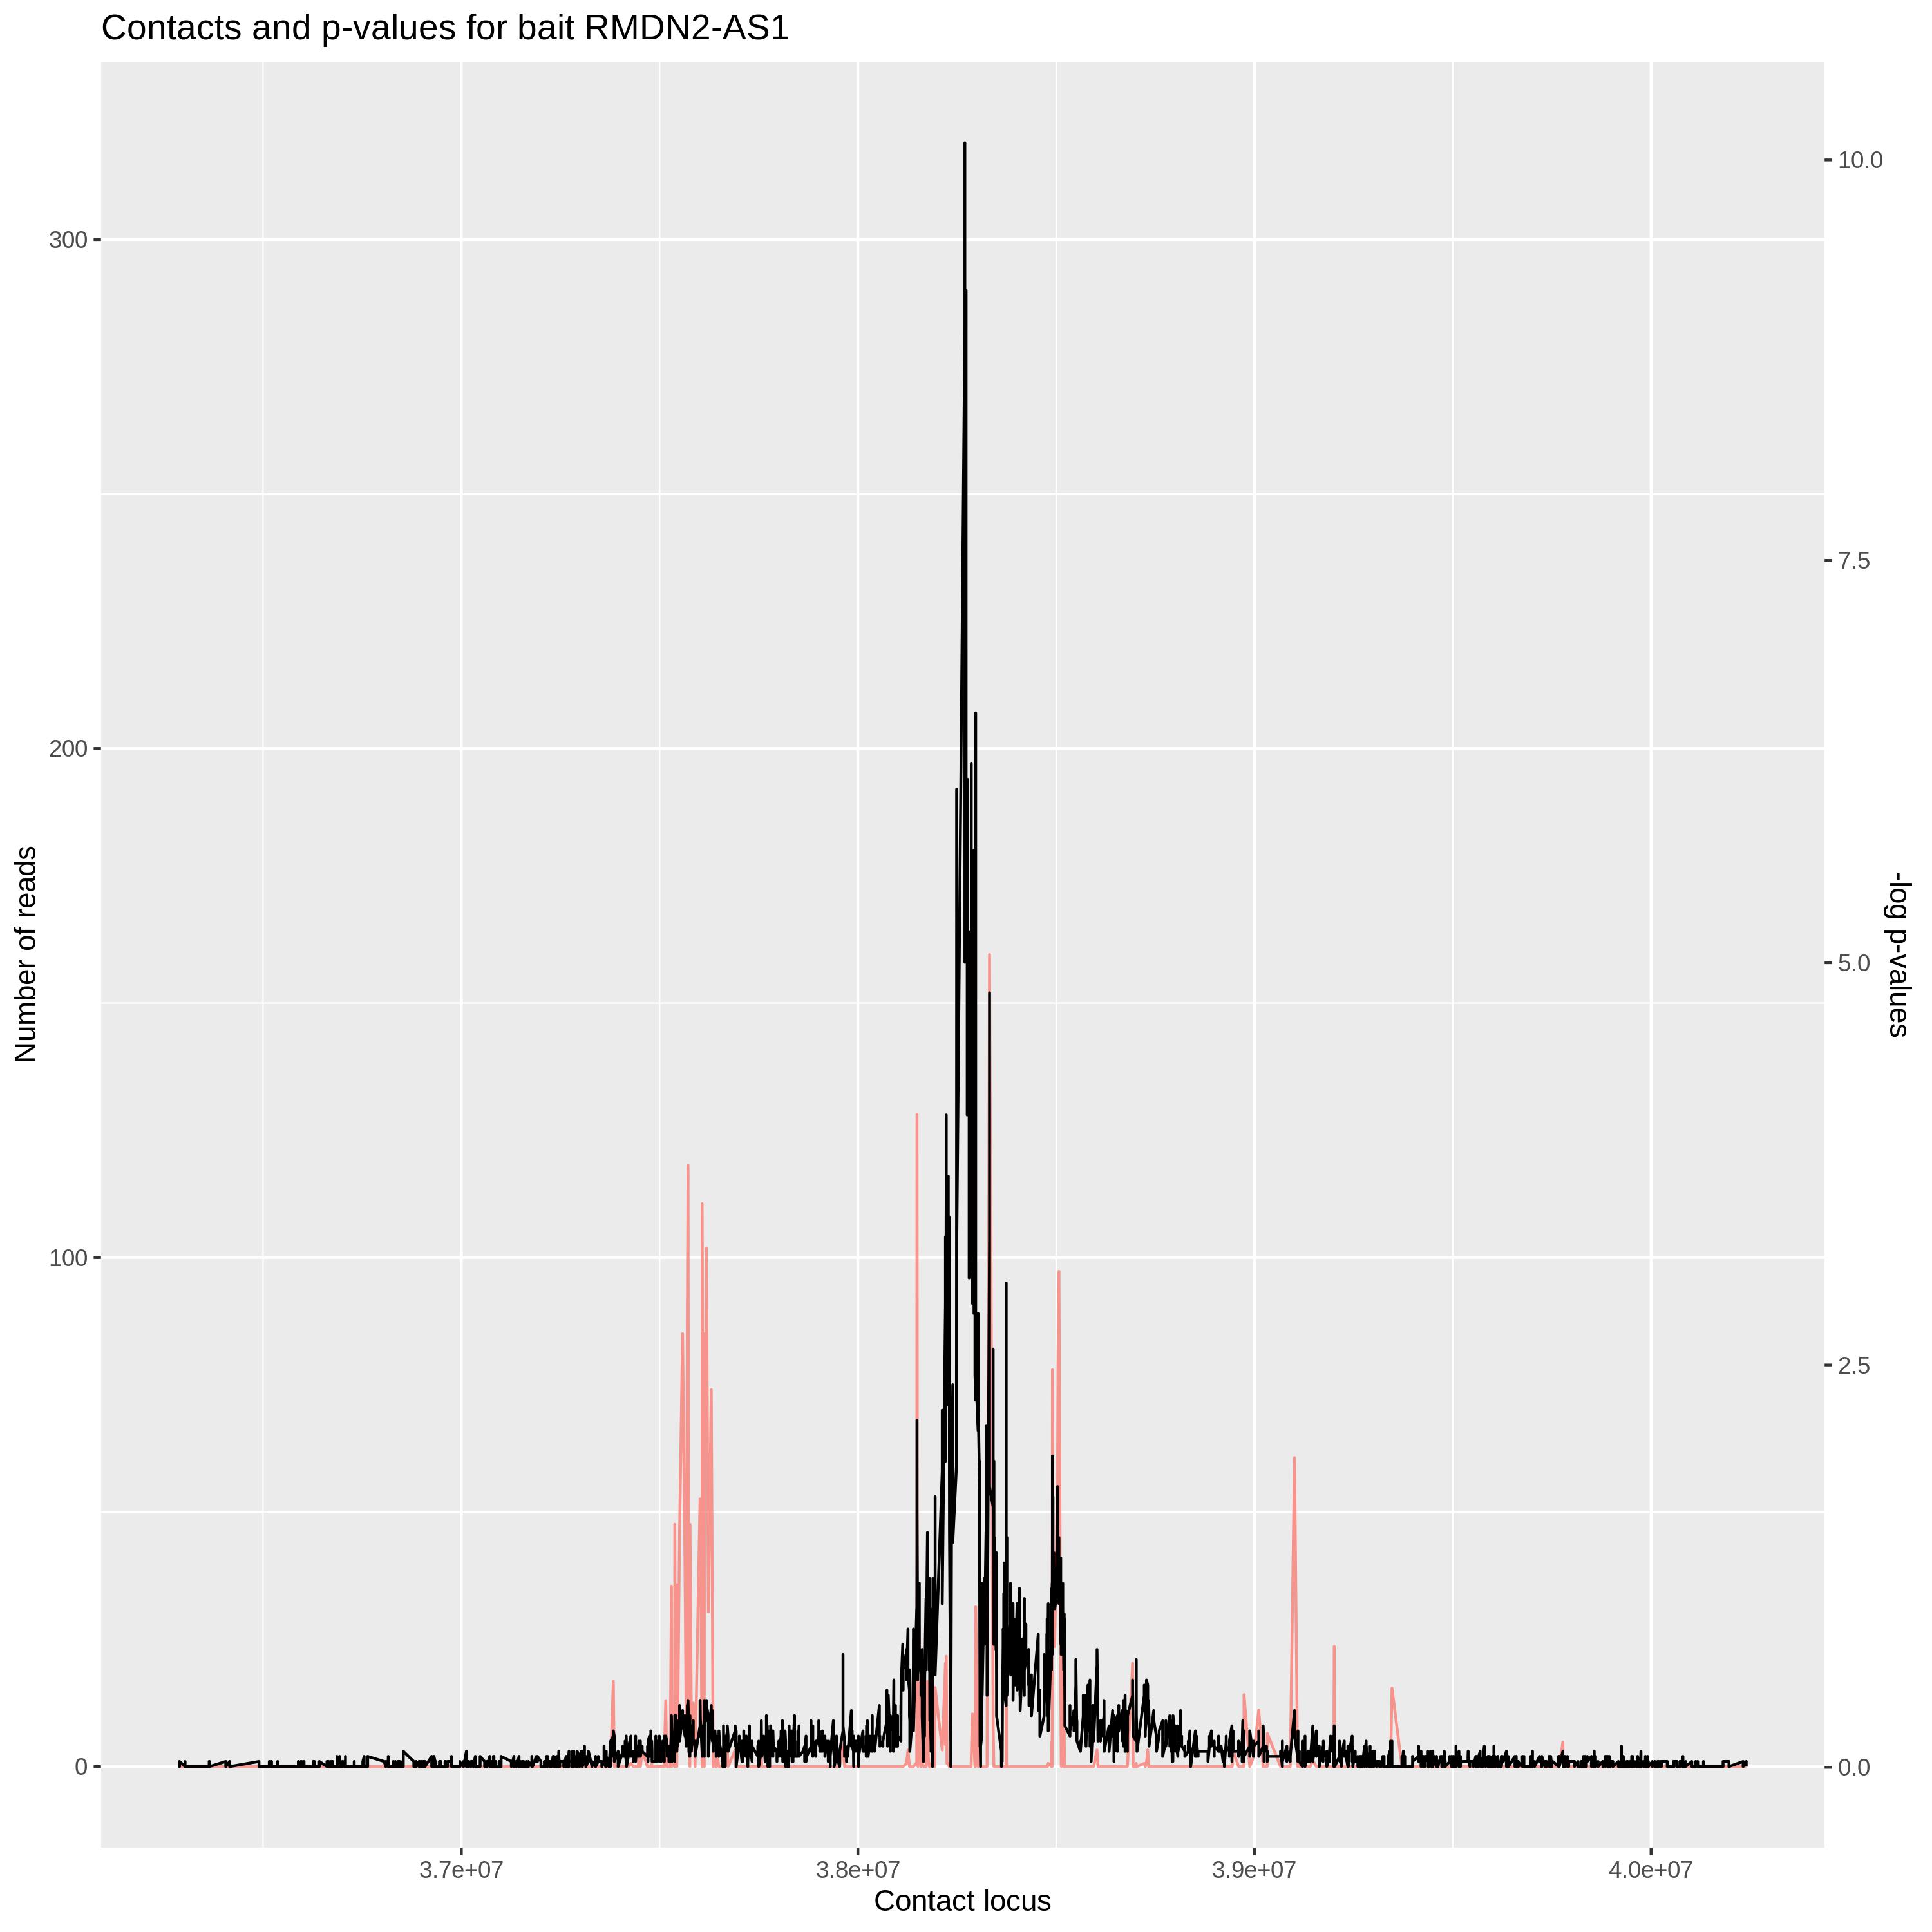 Contacts and p-values for bait RMDN2-AS1
Number of reads
300
200
100
0
10.0
7.5
5.0
2.5
0.0
-log p-values
3.7e+07
3.8e+07
3.9e+07
4.0e+07
Contact locus